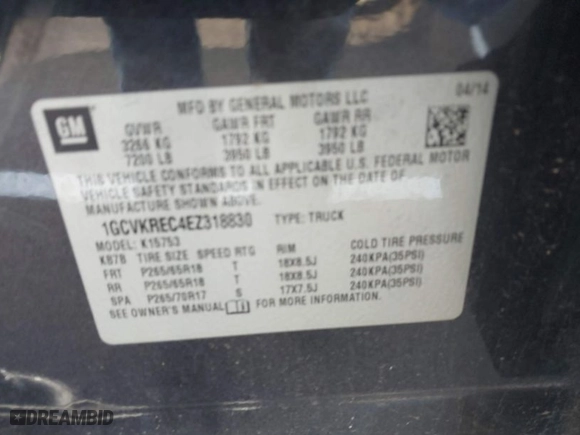 MFD BY GENERAL MOTORS LLC 04/14
GM
GVWR GAWR FRT GAWR RR
3266 KG 1792 KG 1792 KG
7200 LB 3950 LB 3950 LB
THIS VEHICLE CONFORMS TO ALL APPLICABLE U.S. FEDERAL MOTOR
VEHICLE SAFETY STANDARDS IN EFFECT ON THE DATE OF
MANUFACTURE SHOWN ABOVE.
1GCVKREC4EZ318830 TYPE: TRUCK
MODEL: K15753
KB7B TIRE SIZE SPEED RTG RIM COLD TIRE PRESSURE
FRT P265/65R18 T 18X8.5J 240KPA(35PSI)
RR P265/65R18 T 18X8.5J 240KPA(35PSI)
SPA P265/70R17 S 17X7.5J 240KPA(35PSI)
SEE OWNER'S MANUAL FOR MORE INFORMATION.
DREAMBID